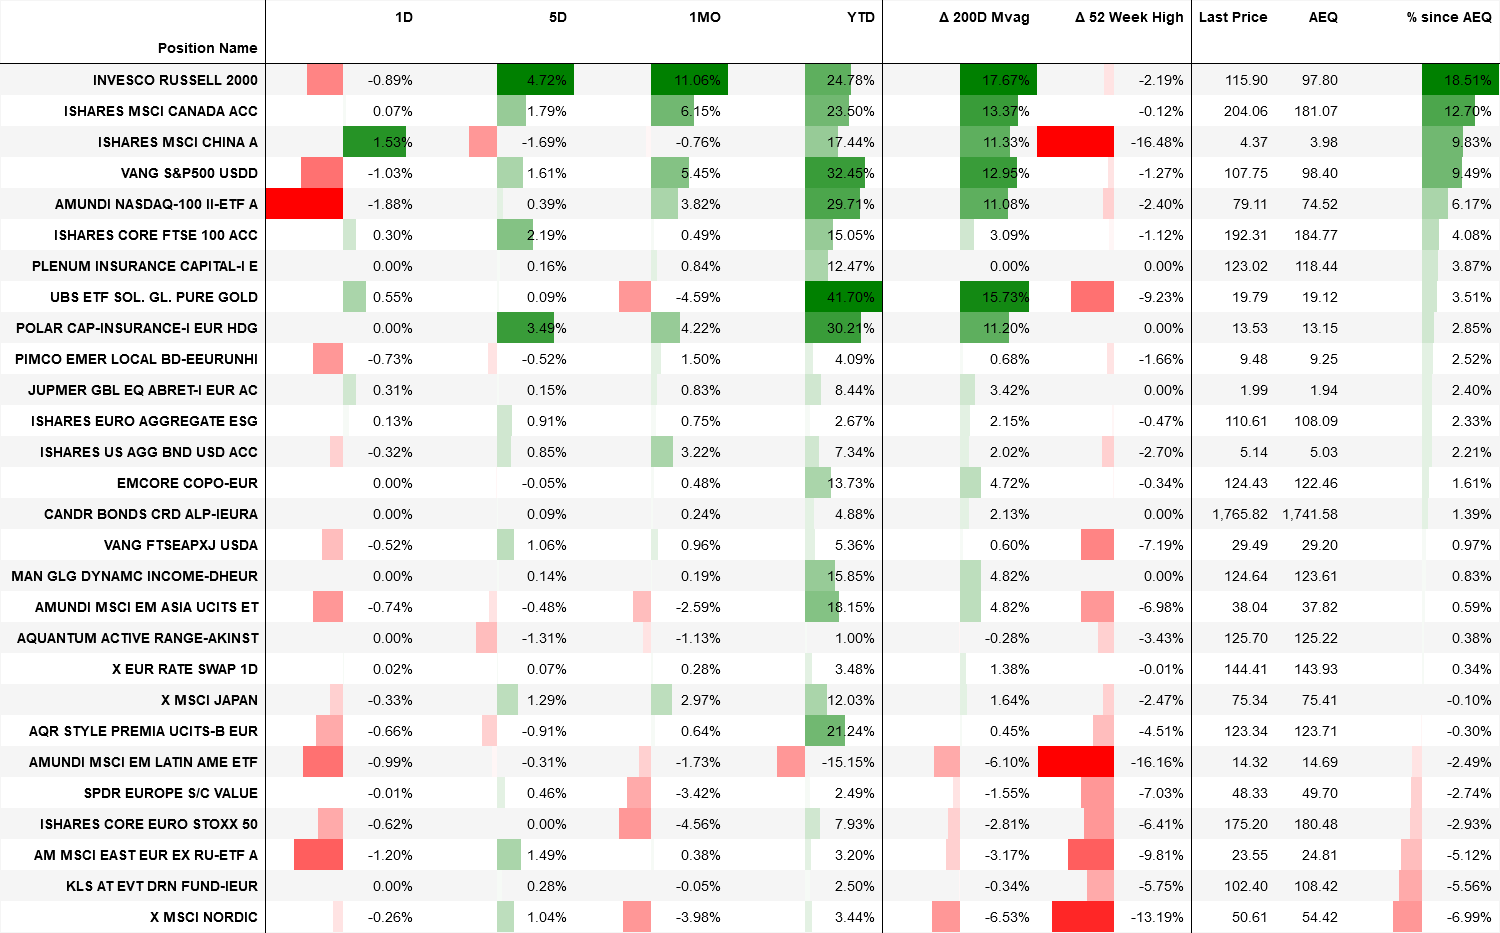 1D 5D 1MO YTD Δ 200D Mvag Δ 52 Week High Last Price AEQ % since AEQ
Position Name
INVESCO RUSSELL 2000 -0.89% 4.72% 11.06% 24.78% 17.67% -2.19% 115.90 97.80 18.51%
ISHARES MSCI CANADA ACC 0.07% 1.79% 6.15% 23.50% 13.37% -0.12% 204.06 181.07 12.70%
ISHARES MSCI CHINA A 1.53% -1.69% -0.76% 17.44% 11.33% -16.48% 4.37 3.98 9.83%
VANG S&P500 USDD -1.03% 1.61% 5.45% 32.45% 12.95% -1.27% 107.75 98.40 9.49%
AMUNDI NASDAQ-100 II-ETF A -1.88% 0.39% 3.82% 29.71% 11.08% -2.40% 79.11 74.52 6.17%
ISHARES CORE FTSE 100 ACC 0.30% 2.19% 0.49% 15.05% 3.09% -1.12% 192.31 184.77 4.08%
PLENUM INSURANCE CAPITAL-I E 0.00% 0.16% 0.84% 12.47% 0.00% 0.00% 123.02 118.44 3.87%
UBS ETF SOL. GL. PURE GOLD 0.55% 0.09% -4.59% 41.70% 15.73% -9.23% 19.79 19.12 3.51%
POLAR CAP-INSURANCE-I EUR HDG 0.00% 3.49% 4.22% 30.21% 11.20% 0.00% 13.53 13.15 2.85%
PIMCO EMER LOCAL BD-EEURUNHI -0.73% -0.52% 1.50% 4.09% 0.68% -1.66% 9.48 9.25 2.52%
JUPMER GBL EQ ABRET-I EUR AC 0.31% 0.15% 0.83% 8.44% 3.42% 0.00% 1.99 1.94 2.40%
ISHARES EURO AGGREGATE ESG 0.13% 0.91% 0.75% 2.67% 2.15% -0.47% 110.61 108.09 2.33%
ISHARES US AGG BND USD ACC -0.32% 0.85% 3.22% 7.34% 2.02% -2.70% 5.14 5.03 2.21%
EMCORE COPO-EUR 0.00% -0.05% 0.48% 13.73% 4.72% -0.34% 124.43 122.46 1.61%
CANDR BONDS CRD ALP-IEURA 0.00% 0.09% 0.24% 4.88% 2.13% 0.00% 1,765.82 1,741.58 1.39%
VANG FTSEAPXJ USDA -0.52% 1.06% 0.96% 5.36% 0.60% -7.19% 29.49 29.20 0.97%
MAN GLG DYNAMC INCOME-DHEUR 0.00% 0.14% 0.19% 15.85% 4.82% 0.00% 124.64 123.61 0.83%
AMUNDI MSCI EM ASIA UCITS ET -0.74% -0.48% -2.59% 18.15% 4.82% -6.98% 38.04 37.82 0.59%
AQUANTUM ACTIVE RANGE-AKINST 0.00% -1.31% -1.13% 1.00% -0.28% -3.43% 125.70 125.22 0.38%
X EUR RATE SWAP 1D 0.02% 0.07% 0.28% 3.48% 1.38% -0.01% 144.41 143.93 0.34%
X MSCI JAPAN -0.33% 1.29% 2.97% 12.03% 1.64% -2.47% 75.34 75.41 -0.10%
AQR STYLE PREMIA UCITS-B EUR -0.66% -0.91% 0.64% 21.24% 0.45% -4.51% 123.34 123.71 -0.30%
AMUNDI MSCI EM LATIN AME ETF -0.99% -0.31% -1.73% -15.15% -6.10% -16.16% 14.32 14.69 -2.49%
SPDR EUROPE S/C VALUE -0.01% 0.46% -3.42% 2.49% -1.55% -7.03% 48.33 49.70 -2.74%
ISHARES CORE EURO STOXX 50 -0.62% 0.00% -4.56% 7.93% -2.81% -6.41% 175.20 180.48 -2.93%
AM MSCI EAST EUR EX RU-ETF A -1.20% 1.49% 0.38% 3.20% -3.17% -9.81% 23.55 24.81 -5.12%
KLS AT EVT DRN FUND-IEUR 0.00% 0.28% -0.05% 2.50% -0.34% -5.75% 102.40 108.42 -5.56%
X MSCI NORDIC -0.26% 1.04% -3.98% 3.44% -6.53% -13.19% 50.61 54.42 -6.99%